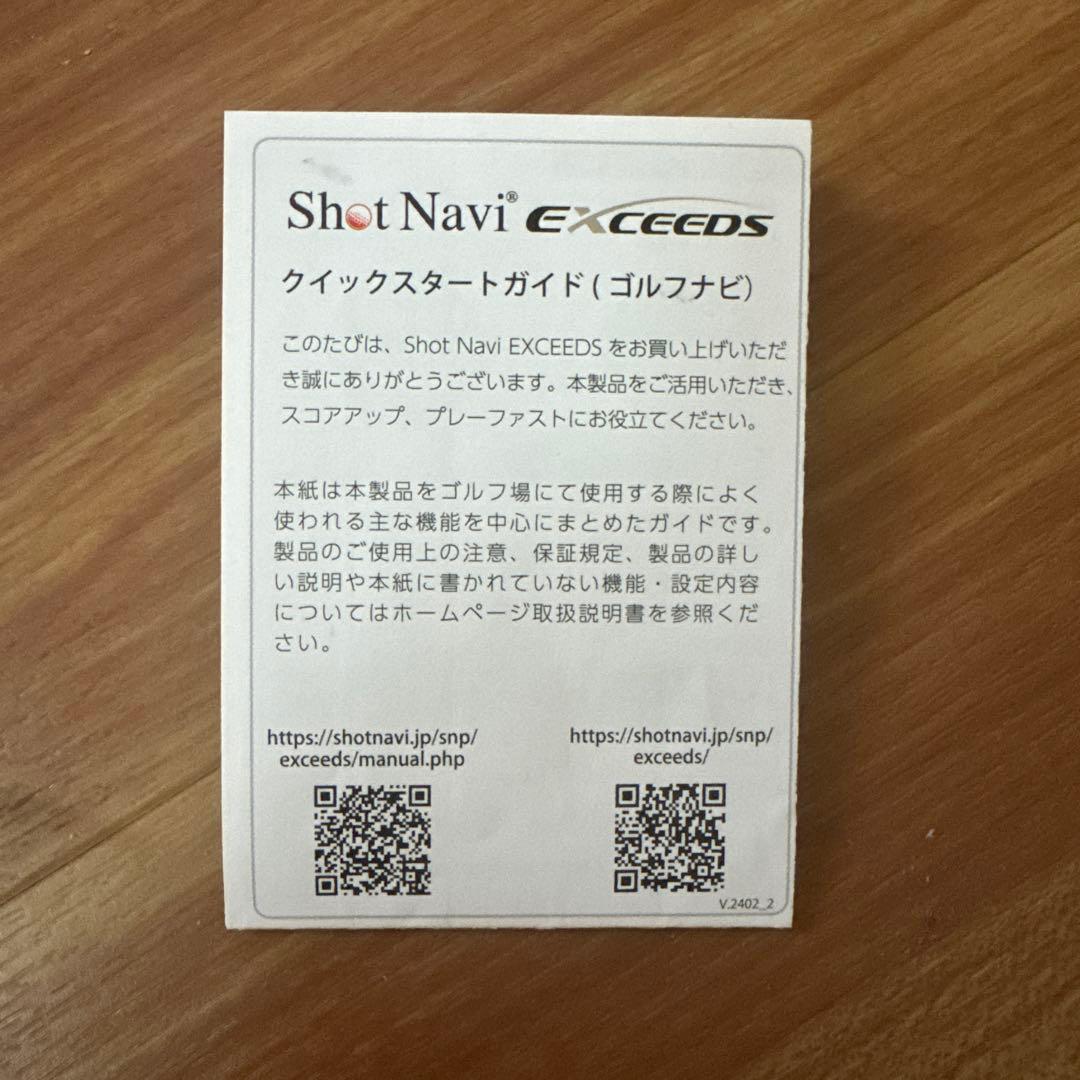 Shot Navi® EXCEEDS
クイックスタートガイド ( ゴルフナビ)
このたびは、Shot Navi EXCEEDS をお買い上げいただ
き誠にありがとうございます。本製品をご活用いただき、
スコアアップ、プレーファストにお役立てください。
本紙は本製品をゴルフ場にて使用する際によく
使われる主な機能を中心にまとめたガイドです。
製品のご使用上の注意、保証規定、製品の詳し
い説明や本紙に書かれていない機能・設定内容
についてはホームページ取扱説明書を参照くだ
さい。
https://shotnavi.jp/snp/
exceeds/manual.php
https://shotnavi.jp/snp/
exceeds/
V.2402_2